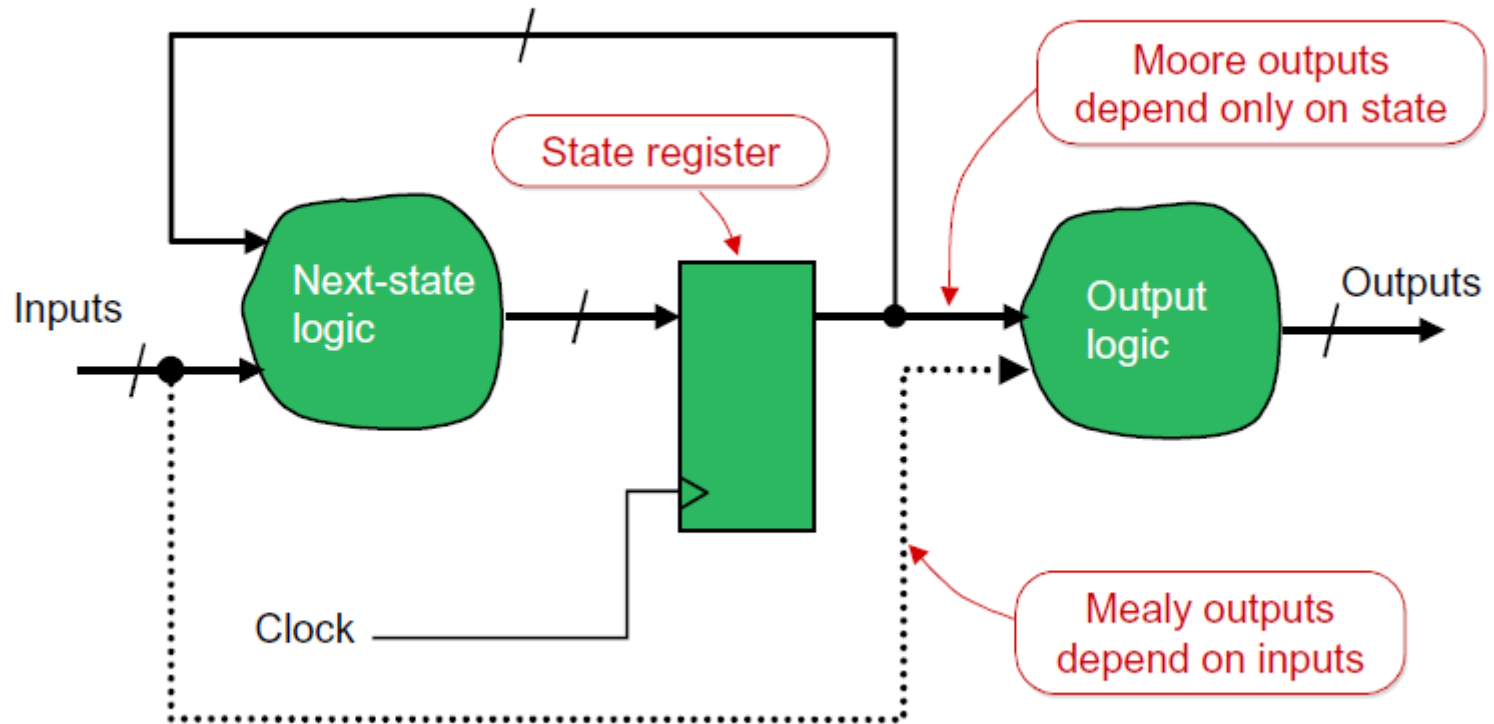 Moore outputs
depend only on state
State register
Next-state
logic
Inputs
Output
logic
Outputs
Clock
Mealy outputs
depend on inputs